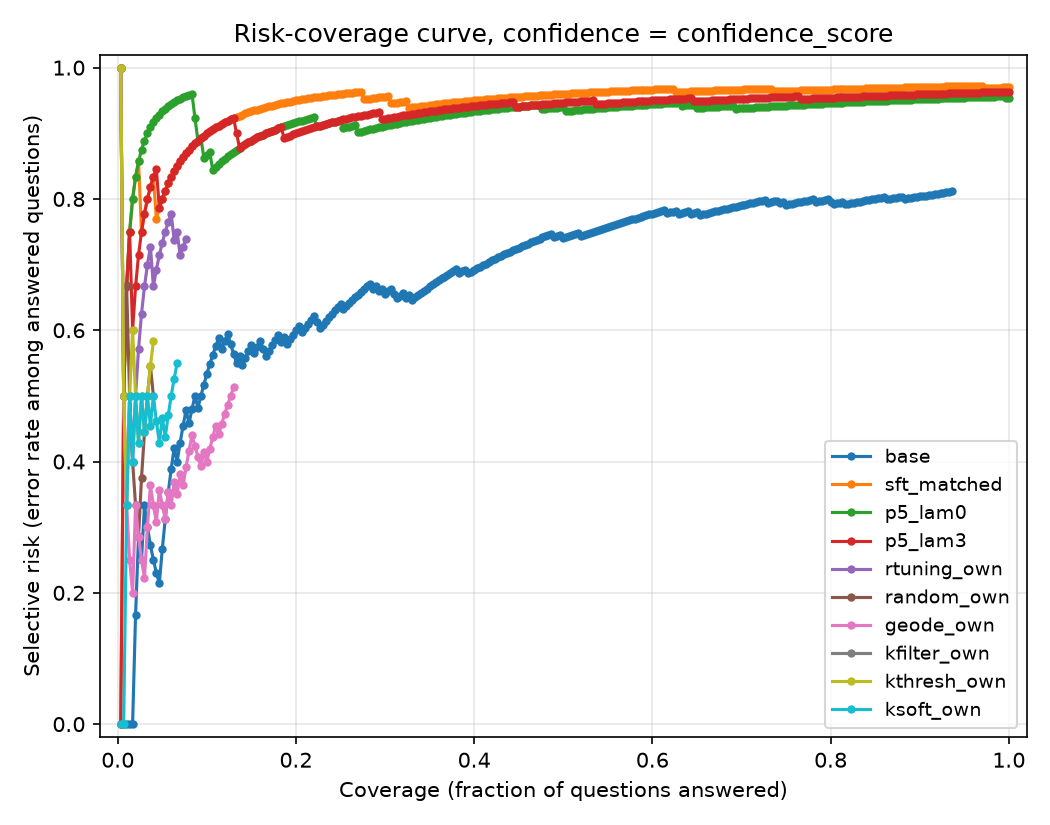 Risk-coverage curve, confidence = confidence_score
Selective risk (error rate among answered questions)
1.0
0.8
0.6
0.4
0.2
0.0
0.0 0.2 0.4 0.6 0.8 1.0
Coverage (fraction of questions answered)
base
sft_matched
p5_lam0
p5_lam3
rtuning_own
random_own
geode_own
kfilter_own
kthresh_own
ksoft_own